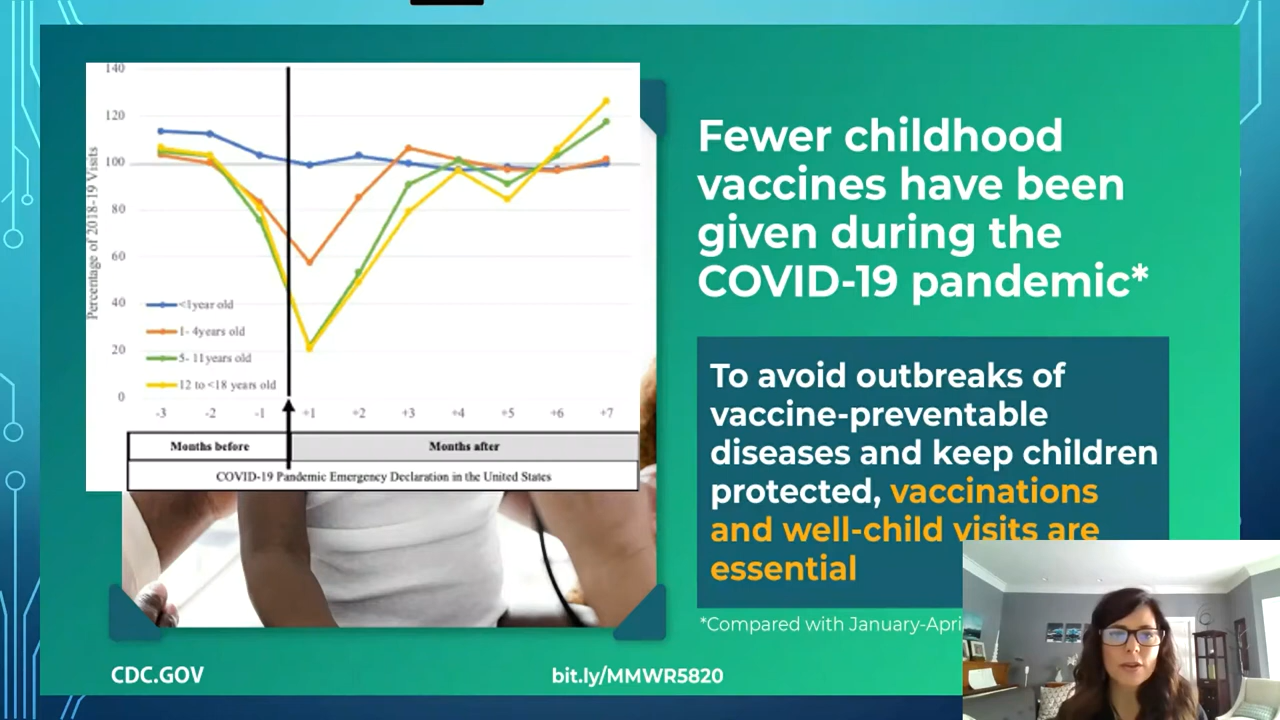 140
120
100
80
60
40
20
0
Percentage of 2018-19 Visits
<1year old
1- 4years old
5- 11years old
12 to <18 years old
-3 -2 -1 +1 +2 +3 +4 +5 +6 +7
Months before Months after
COVID-19 Pandemic Emergency Declaration in the United States
Fewer childhood
vaccines have been
given during the
COVID-19 pandemic*
To avoid outbreaks of
vaccine-preventable
diseases and keep children
protected, vaccinations
and well-child visits are
essential
*Compared with
CDC.GOV
bit.ly/MMWR5820